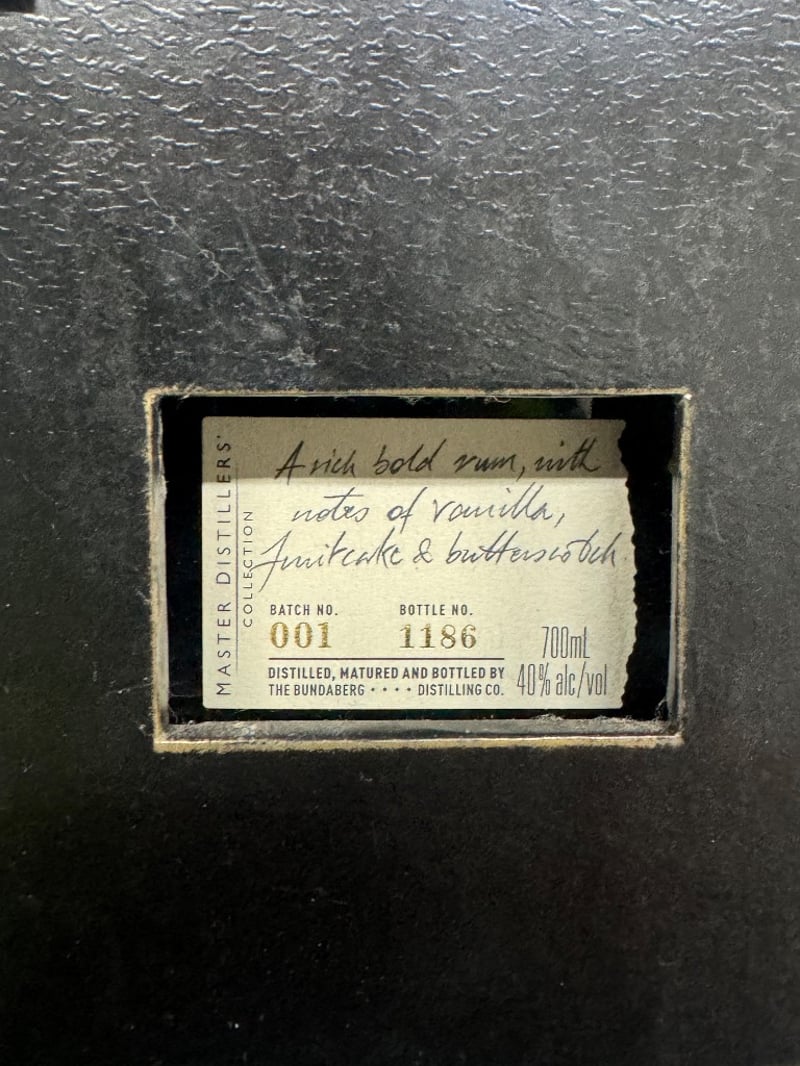 MASTER DISTILLERS'
COLLECTION
A rich bold rum, with
notes of vanilla,
fruitcake & butterscotch.
BATCH NO. BOTTLE NO.
001 1186
DISTILLED, MATURED AND BOTTLED BY
THE BUNDABERG •••• DISTILLING CO.
700mL
40% alc/vol